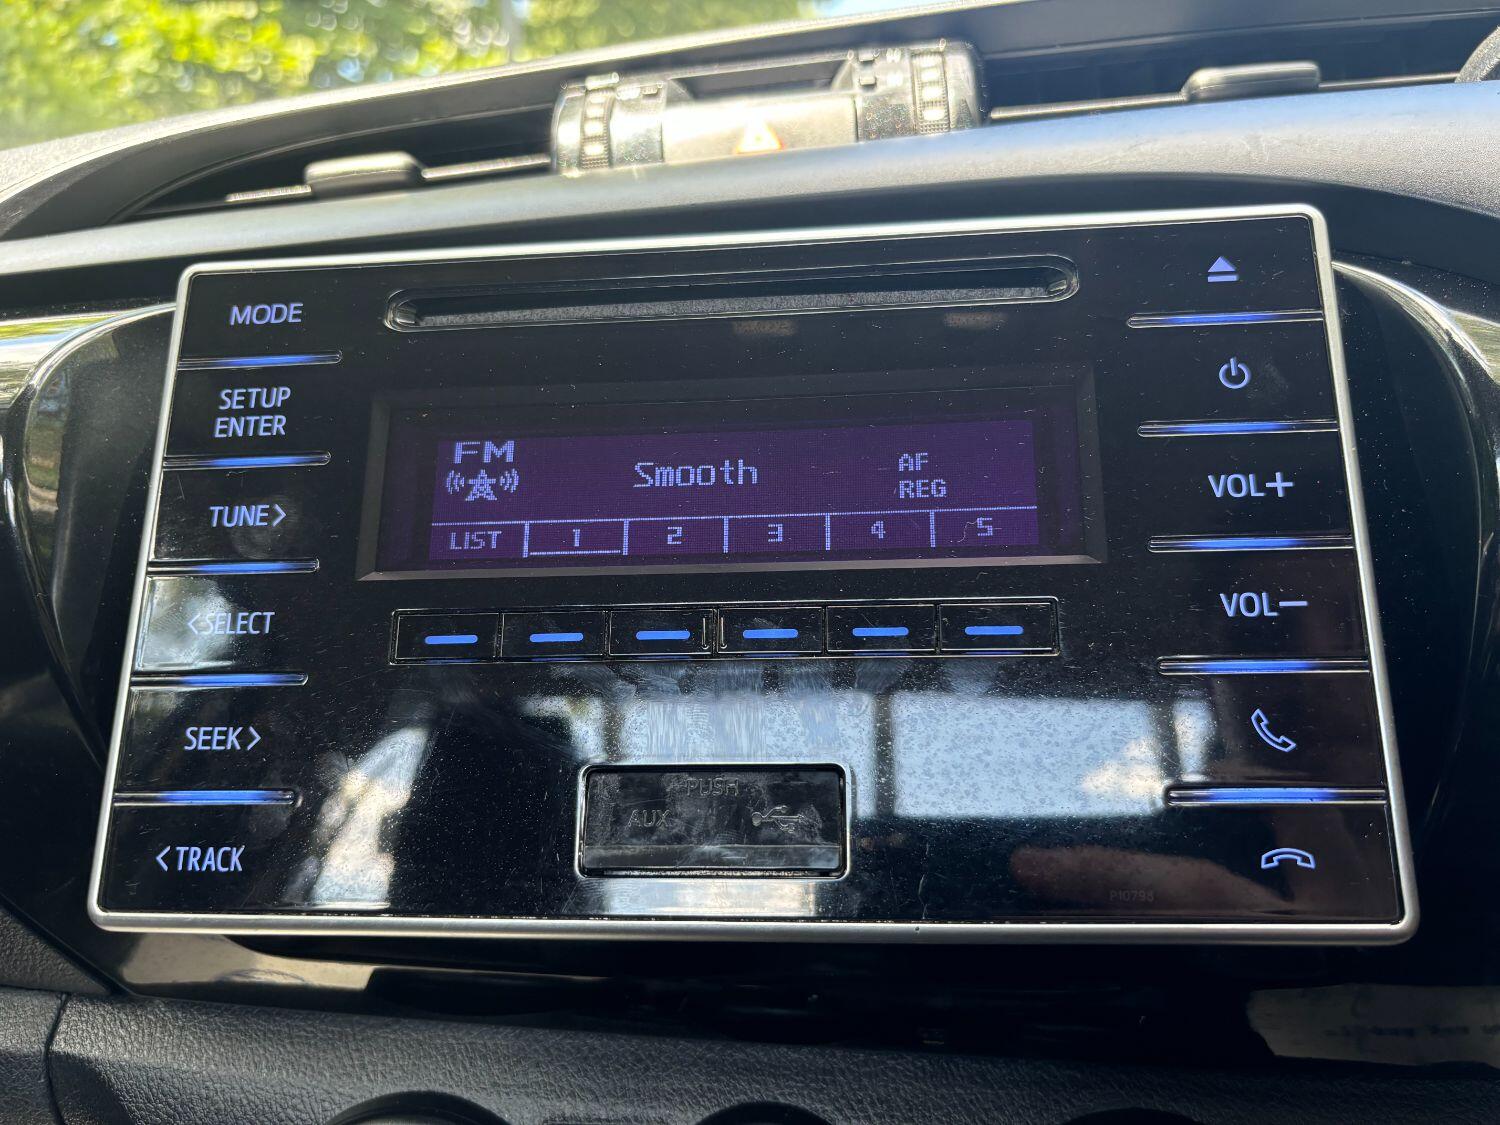 MODE
SETUP
ENTER
TUNE>
<SELECT
SEEK>
<TRACK
FM
Smooth
AF
REG
LIST 1 2 3 4 5
PUSH
AUX
VOL+
VOL−